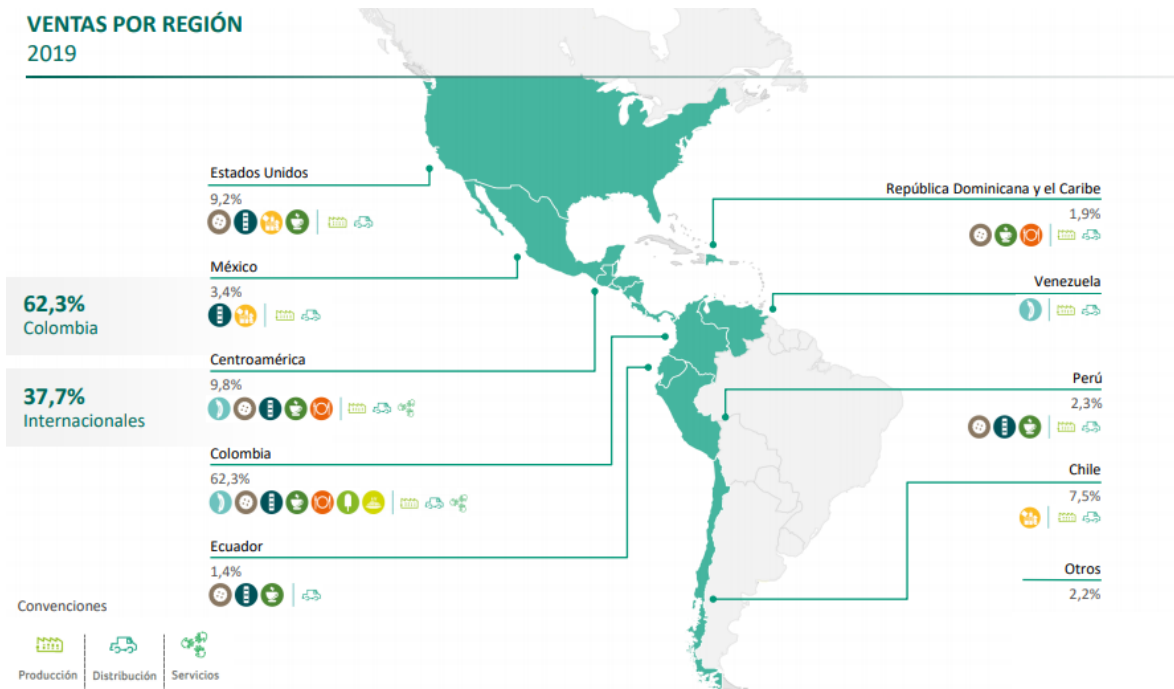 VENTAS POR REGIÓN
2019
Estados Unidos
9,2%
México
3,4%
62,3%
Colombia
Centroamérica
9,8%
37,7%
Internacionales
Colombia
62,3%
Ecuador
1,4%
República Dominicana y el Caribe
1,9%
Venezuela
Perú
2,3%
Chile
7,5%
Otros
2,2%
Convenciones
Producción
Distribución
Servicios